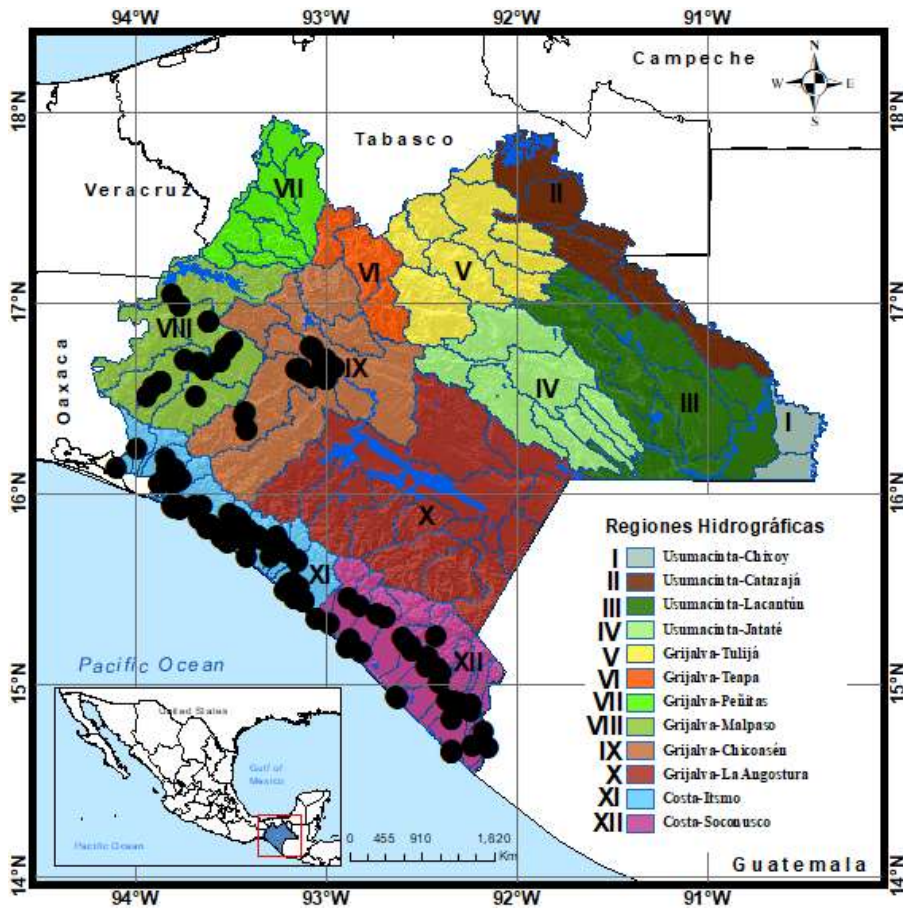 94°W 93°W 92°W 91°W
Campeche
N
W E
S
18°N 18°N
Tabasco
Veracruz
VII
II
VI
V
17°N 17°N
VIII
IX
Oaxaca
IV
III
I
16°N 16°N
X
XI
XII
Regiones Hidrográficas
I Usumacinta-Chixoy
II Usumacinta-Catazajá
III Usumacinta-Lacantún
IV Usumacinta-Jataté
V Grijalva-Tulijá
VI Grijalva-Teapa
VII Grijalva-Peñitas
VIII Grijalva-Malpaso
IX Grijalva-Chicoasén
X Grijalva-La Angostura
XI Costa-Itsmo
XII Costa-Soconusco
Pacific Ocean
15°N 15°N
United States
Gulf of
Mexico
Pacific Ocean
0 455 910 1,820
Km
Guatemala
14°N 14°N
94°W 93°W 92°W 91°W